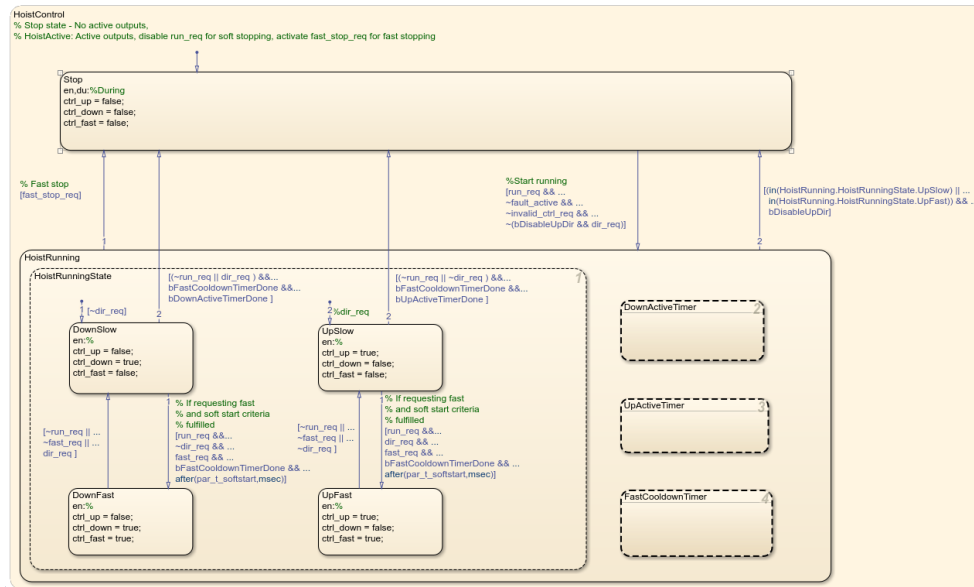 HoistControl
% Stop state - No active outputs,
% HoistActive: Active outputs, disable run_req for soft stopping, activate fast_stop_req for fast stopping
Stop
en,du:%During
ctrl_up = false;
ctrl_down = false;
ctrl_fast = false;
% Fast stop
[fast_stop_req]
1
%Start running
[run_req && ...
~fault_active && ...
~invalid_ctrl_req && ...
~(bDisableUpDir && dir_req)]
[(in(HoistRunning.HoistRunningState.UpSlow) || ...
in(HoistRunning.HoistRunningState.UpFast)) && ..
bDisableUpDir]
2
HoistRunning
HoistRunningState
1
[(~run_req || dir_req ) &&...
bFastCooldownTimerDone &&...
bDownActiveTimerDone ]
2
[(~run_req || ~dir_req ) &&...
bFastCooldownTimerDone &&...
bUpActiveTimerDone ]
2
1 [~dir_req]
2 %dir_req
DownSlow
en:%
ctrl_up = false;
ctrl_down = true;
ctrl_fast = false;
UpSlow
en:%
ctrl_up = true;
ctrl_down = false;
ctrl_fast = false;
1
% If requesting fast
% and soft start criteria
% fulfilled
[run_req &&...
~dir_req && ...
fast_req && ...
bFastCooldownTimerDone && ...
after(par_t_softstart,msec)]
[~run_req || ...
~fast_req || ...
dir_req ]
1
% If requesting fast
% and soft start criteria
% fulfilled
[run_req && ...
dir_req && ...
fast_req && ...
bFastCooldownTimerDone && ...
after(par_t_softstart,msec)]
[~run_req || ...
~fast_req || ...
~dir_req ]
DownFast
en:%
ctrl_up = false;
ctrl_down = true;
ctrl_fast = true;
UpFast
en:%
ctrl_up = true;
ctrl_down = false;
ctrl_fast = true;
DownActiveTimer
2
UpActiveTimer
3
FastCooldownTimer
4